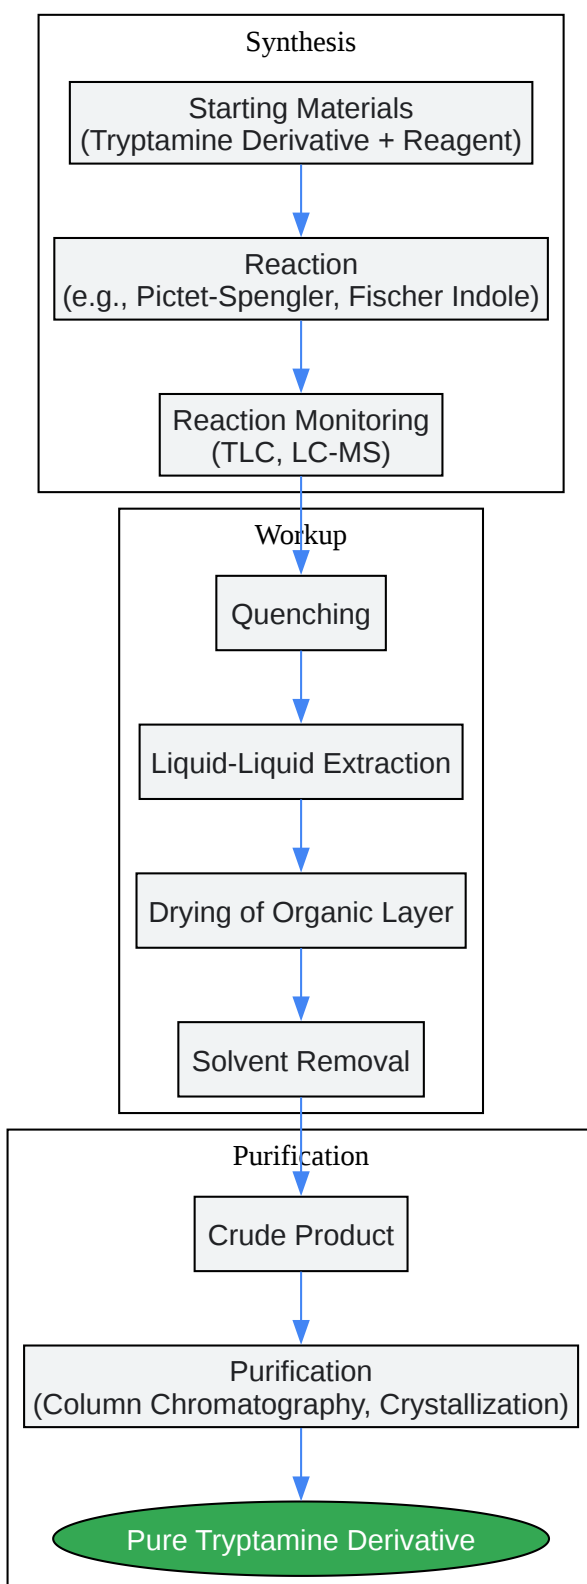 Synthesis
Starting Materials
(Tryptamine Derivative + Reagent)
Reaction
(e.g., Pictet-Spengler, Fischer Indole)
Reaction Monitoring
(TLC, LC-MS)
Workup
Quenching
Liquid-Liquid Extraction
Drying of Organic Layer
Solvent Removal
Purification
Crude Product
Purification
(Column Chromatography, Crystallization)
Pure Tryptamine Derivative